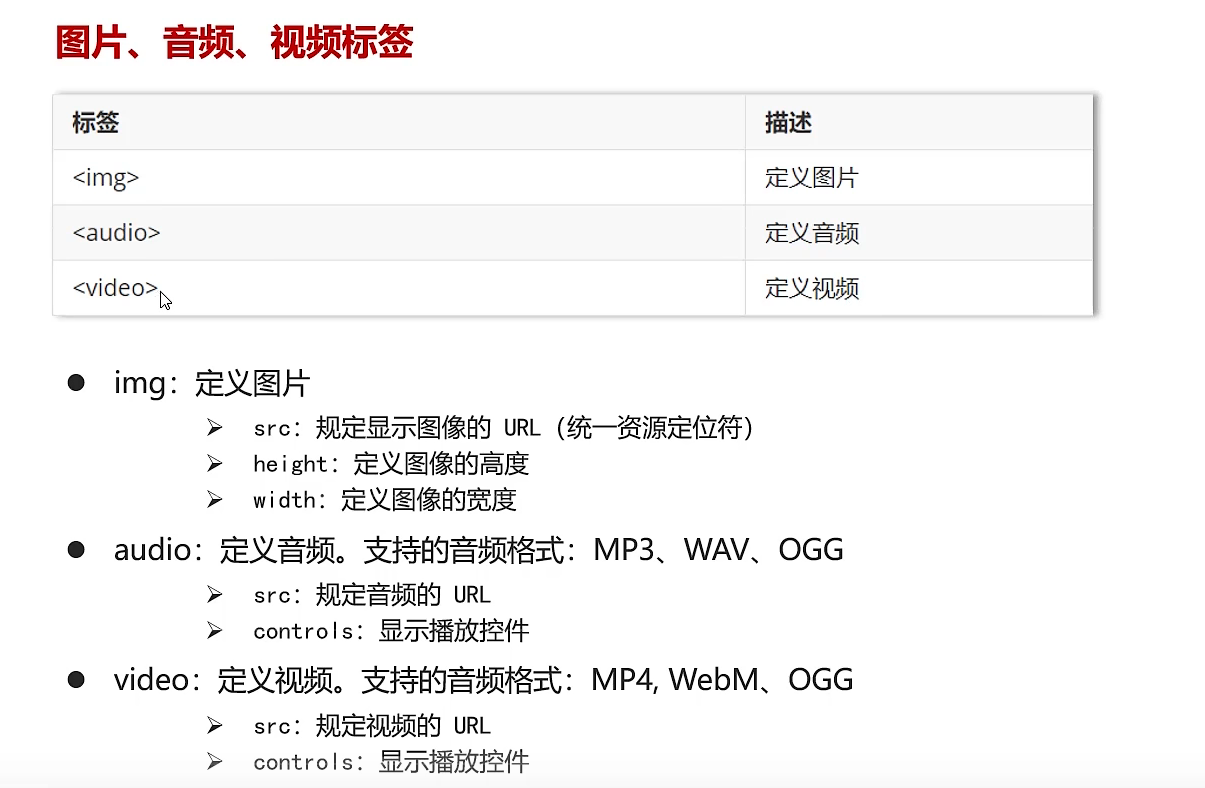 图片、音频、视频标签
标签 描述
<img> 定义图片
<audio> 定义音频
<video> 定义视频
● img：定义图片
➢ src：规定显示图像的 URL（统一资源定位符）
➢ height：定义图像的高度
➢ width：定义图像的宽度
● audio：定义音频。支持的音频格式：MP3、WAV、OGG
➢ src：规定音频的 URL
➢ controls：显示播放控件
● video：定义视频。支持的音频格式：MP4, WebM、OGG
➢ src：规定视频的 URL
➢ controls：显示播放控件